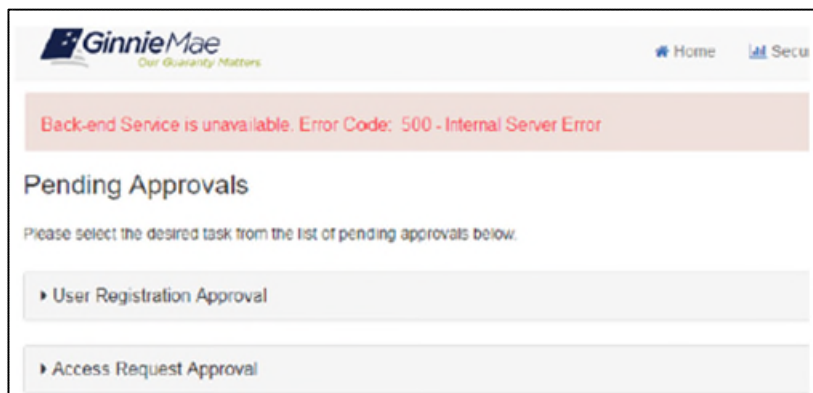 GinnieMae
Our Guaranty Matters
Home
Secu
Back-end Service is unavailable. Error Code: 500 - Internal Server Error
Pending Approvals
Please select the desired task from the list of pending approvals below.
User Registration Approval
Access Request Approval